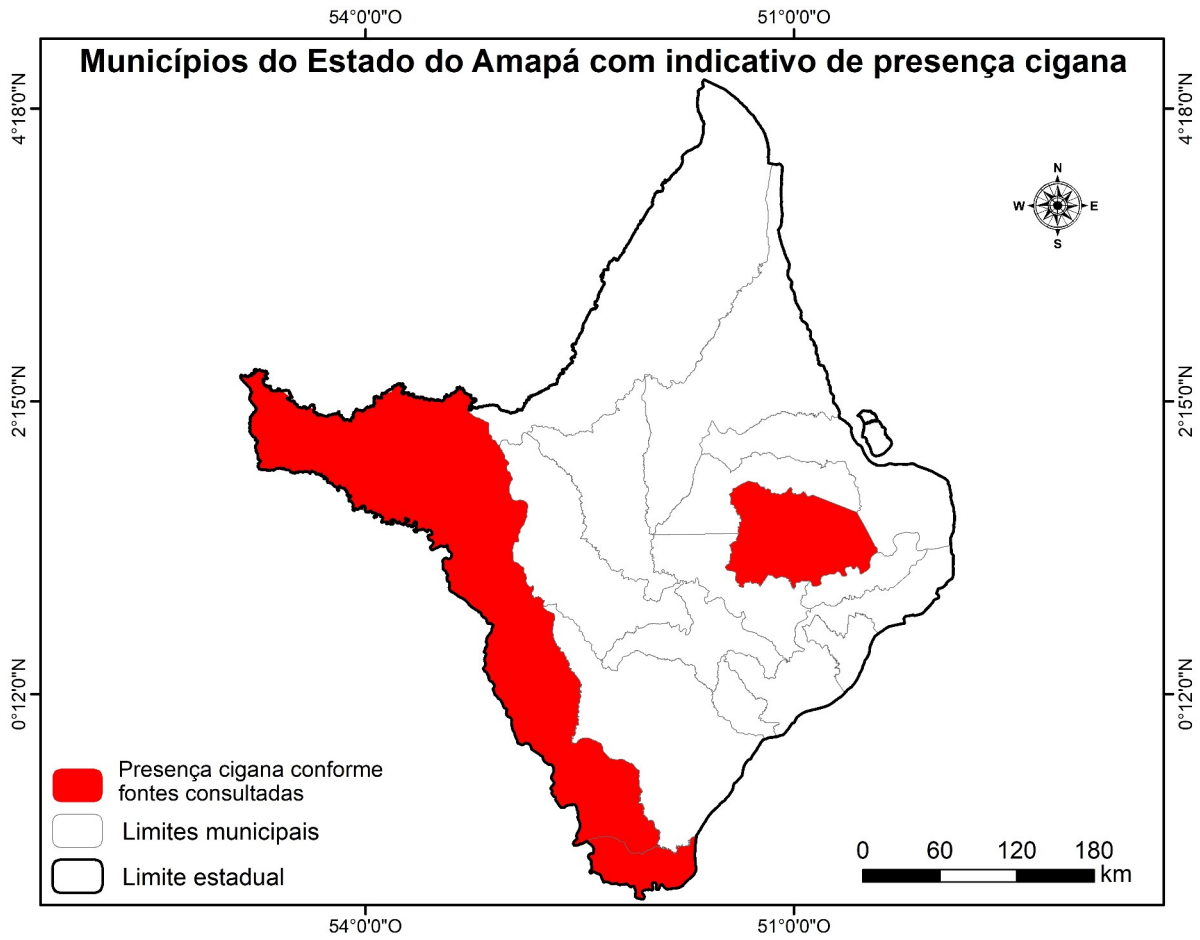 54°0'0"O
51°0'0"O
Municípios do Estado do Amapá com indicativo de presença cigana
4°18'0"N
4°18'0"N
N
W
E
S
2°15'0"N
2°15'0"N
0°12'0"N
0°12'0"N
Presença cigana conforme
fontes consultadas
Limites municipais
Limite estadual
0 60 120 180
km
54°0'0"O
51°0'0"O